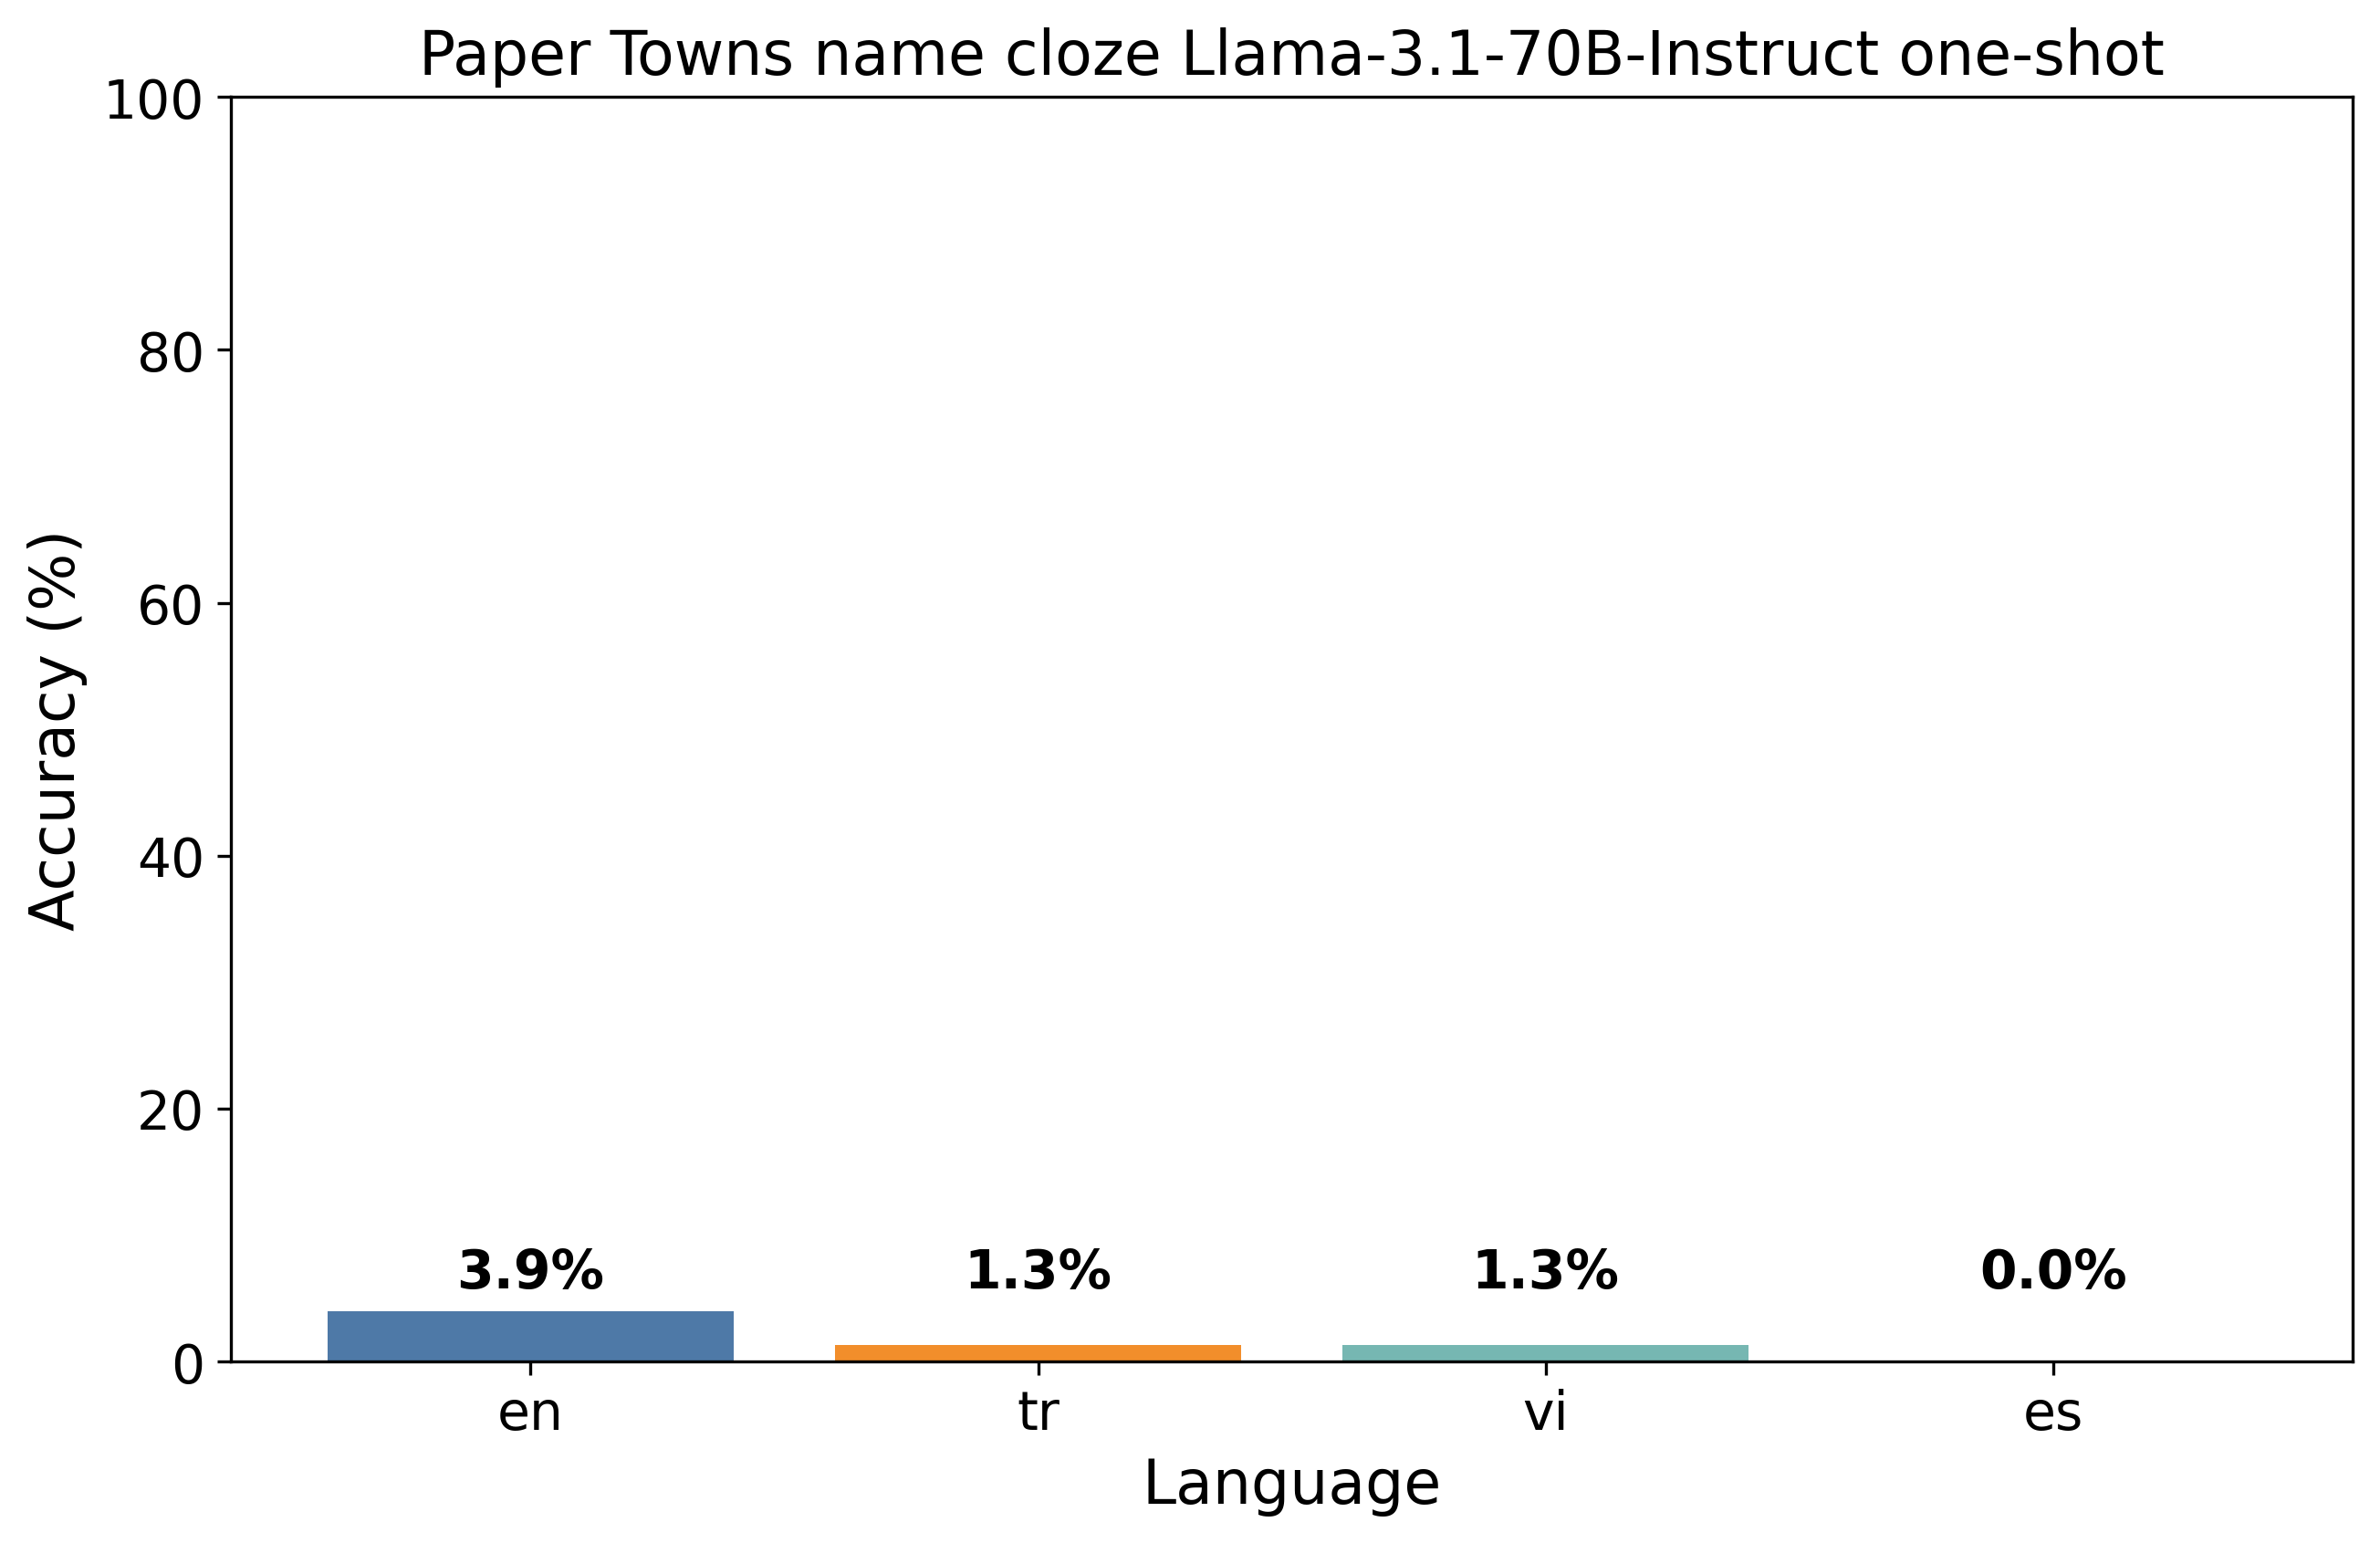 Paper Towns name cloze Llama-3.1-70B-Instruct one-shot
100
80
60
40
20
0
Accuracy (%)
3.9%
1.3%
1.3%
0.0%
en
tr
vi
es
Language